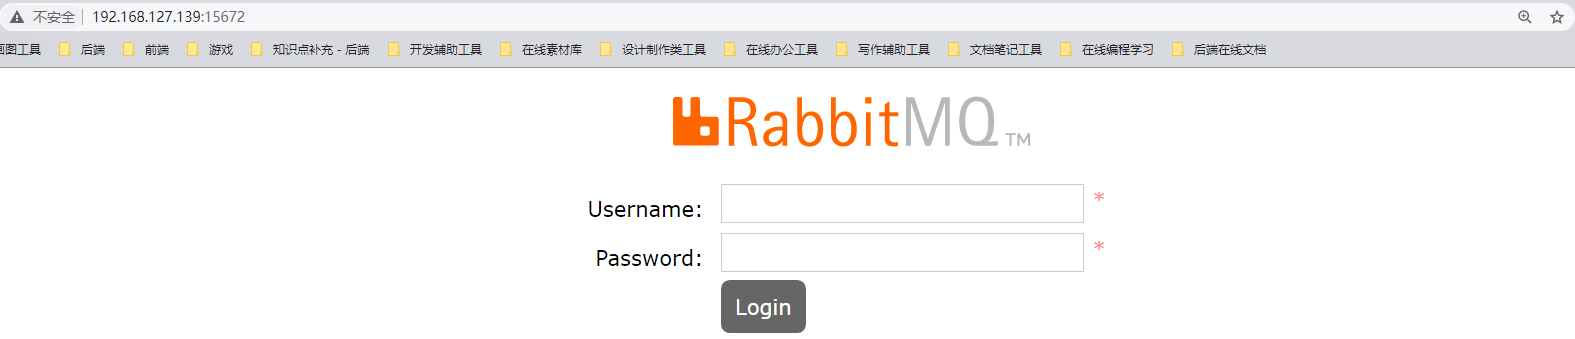 不安全 192.168.127.139:15672
画图工具 后端 前端 游戏 知识点补充 - 后端 开发辅助工具 在线素材库 设计制作类工具 在线办公工具 写作辅助工具 文档笔记工具 在线编程学习 后端在线文档
RabbitMQ TM
Username: *
Password: *
Login